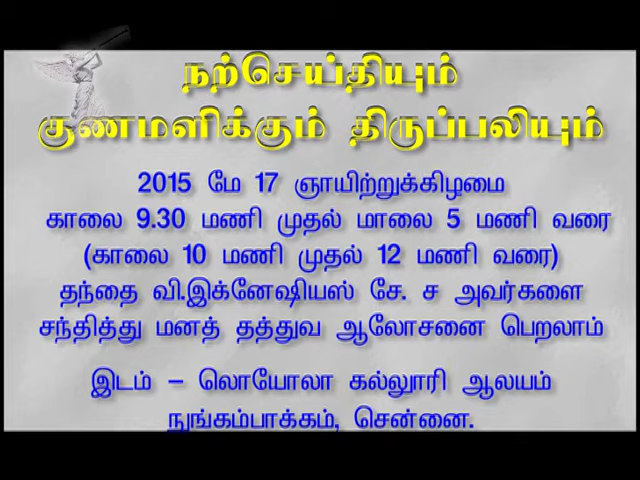 நற்செய்தியும்
குணமளிக்கும் திருப்பலியும்
2015 மே 17 ஞாயிற்றுக்கிழமை
காலை 9.30 மணி முதல் மாலை 5 மணி வரை
(காலை 10 மணி முதல் 12 மணி வரை)
தந்தை வி.இக்னேஷியஸ் சே. ச அவர்களை
சந்தித்து மனத் தத்துவ ஆலோசனை பெறலாம்
இடம் – லொயோலா கல்லூரி ஆலயம்
நுங்கம்பாக்கம், சென்னை.